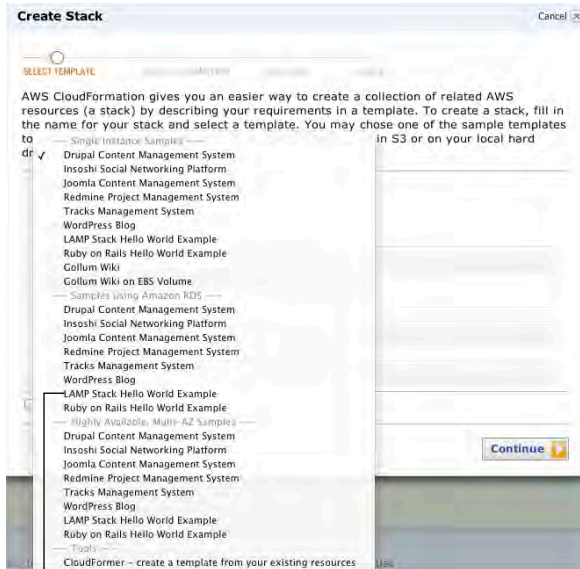 Create Stack
Cancel
SELECT TEMPLATE
AWS CloudFormation gives you an easier way to create a collection of related AWS
resources (a stack) by describing your requirements in a template. To create a stack, fill in
the name for your stack and select a template. You may chose one of the sample templates
to
in S3 or on your local hard
Single Instance Samples
✓ Drupal Content Management System
Insoshi Social Networking Platform
Joomla Content Management System
Redmine Project Management System
Tracks Management System
WordPress Blog
LAMP Stack Hello World Example
Ruby on Rails Hello World Example
Gollum Wiki
Gollum Wiki on EBS Volume
Samples using Amazon RDS
Drupal Content Management System
Insoshi Social Networking Platform
Joomla Content Management System
Redmine Project Management System
Tracks Management System
WordPress Blog
LAMP Stack Hello World Example
Ruby on Rails Hello World Example
Highly Available, Multi-AZ Samples
Drupal Content Management System
Insoshi Social Networking Platform
Joomla Content Management System
Redmine Project Management System
Tracks Management System
WordPress Blog
LAMP Stack Hello World Example
Ruby on Rails Hello World Example
Tools
CloudFormer - create a template from your existing resources
Continue